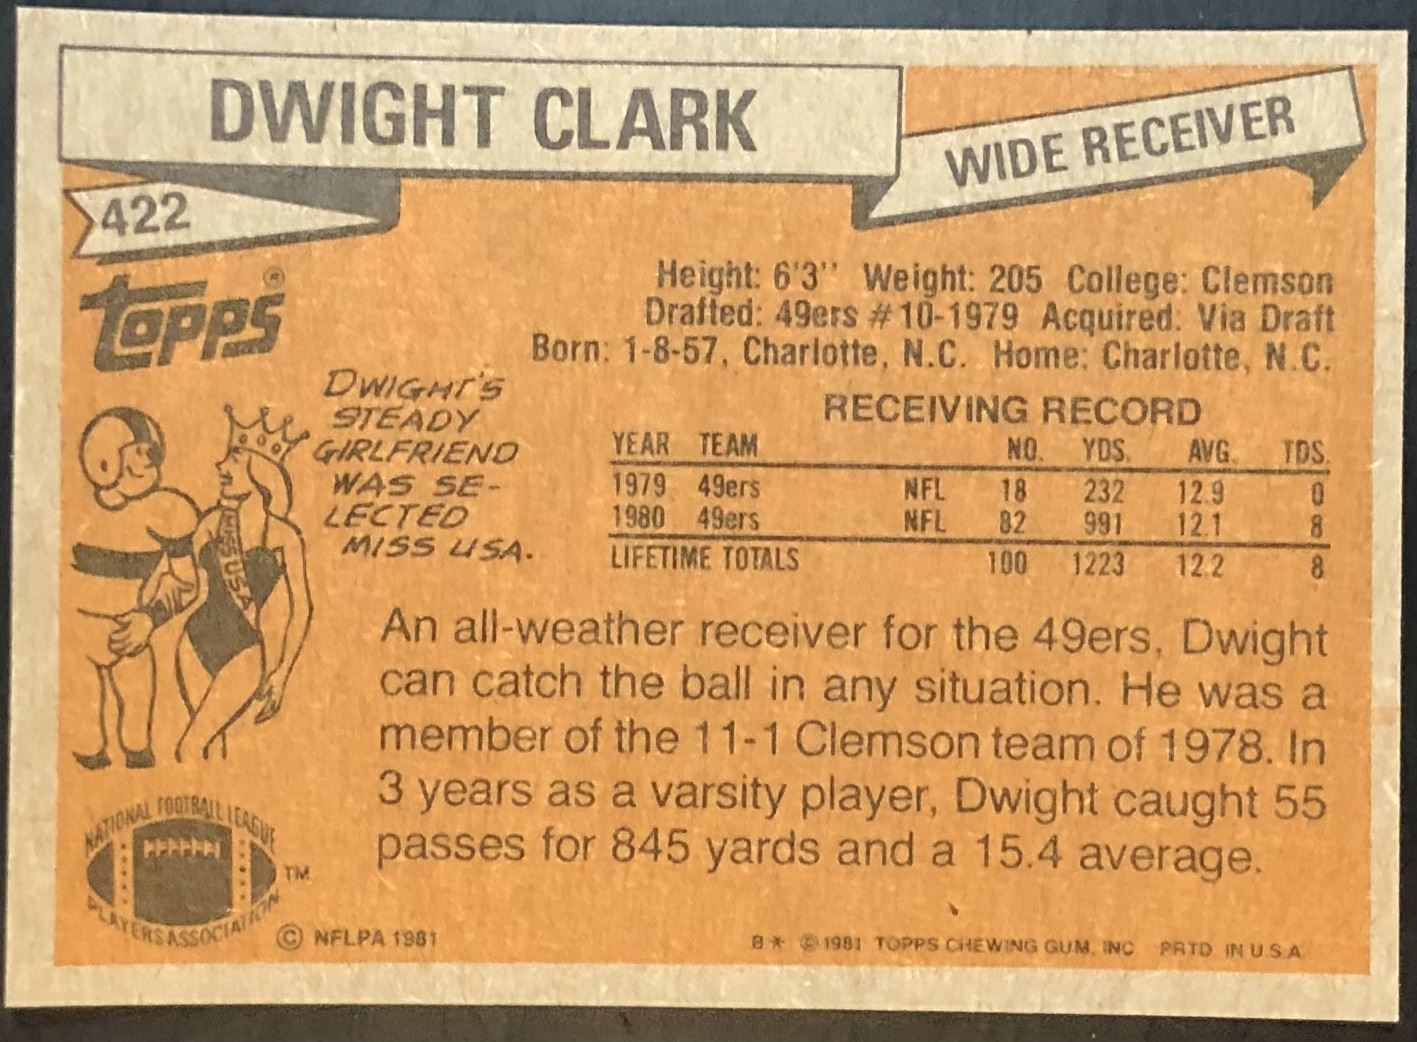 DWIGHT CLARK
WIDE RECEIVER
422
TOPPS®
Height: 6'3" Weight: 205 College: Clemson
Drafted: 49ers #10-1979 Acquired: Via Draft
Born: 1-8-57, Charlotte, N.C. Home: Charlotte, N.C.
DWIGHT'S
STEADY
GIRLFRIEND
WAS SE-
LECTED
MISS USA.
MISS USA
RECEIVING RECORD
YEAR TEAM NO. YDS. AVG. TDS.
1979 49ers NFL 18 232 12.9 0
1980 49ers NFL 82 991 12.1 8
LIFETIME TOTALS 100 1223 12.2 8
An all-weather receiver for the 49ers, Dwight
can catch the ball in any situation. He was a
member of the 11-1 Clemson team of 1978. In
3 years as a varsity player, Dwight caught 55
passes for 845 yards and a 15.4 average.
NATIONAL FOOTBALL LEAGUE
PLAYERS ASSOCIATION
TM
© NFLPA 1981
B* © 1981 TOPPS CHEWING GUM, INC. PRTD. IN U.S.A.